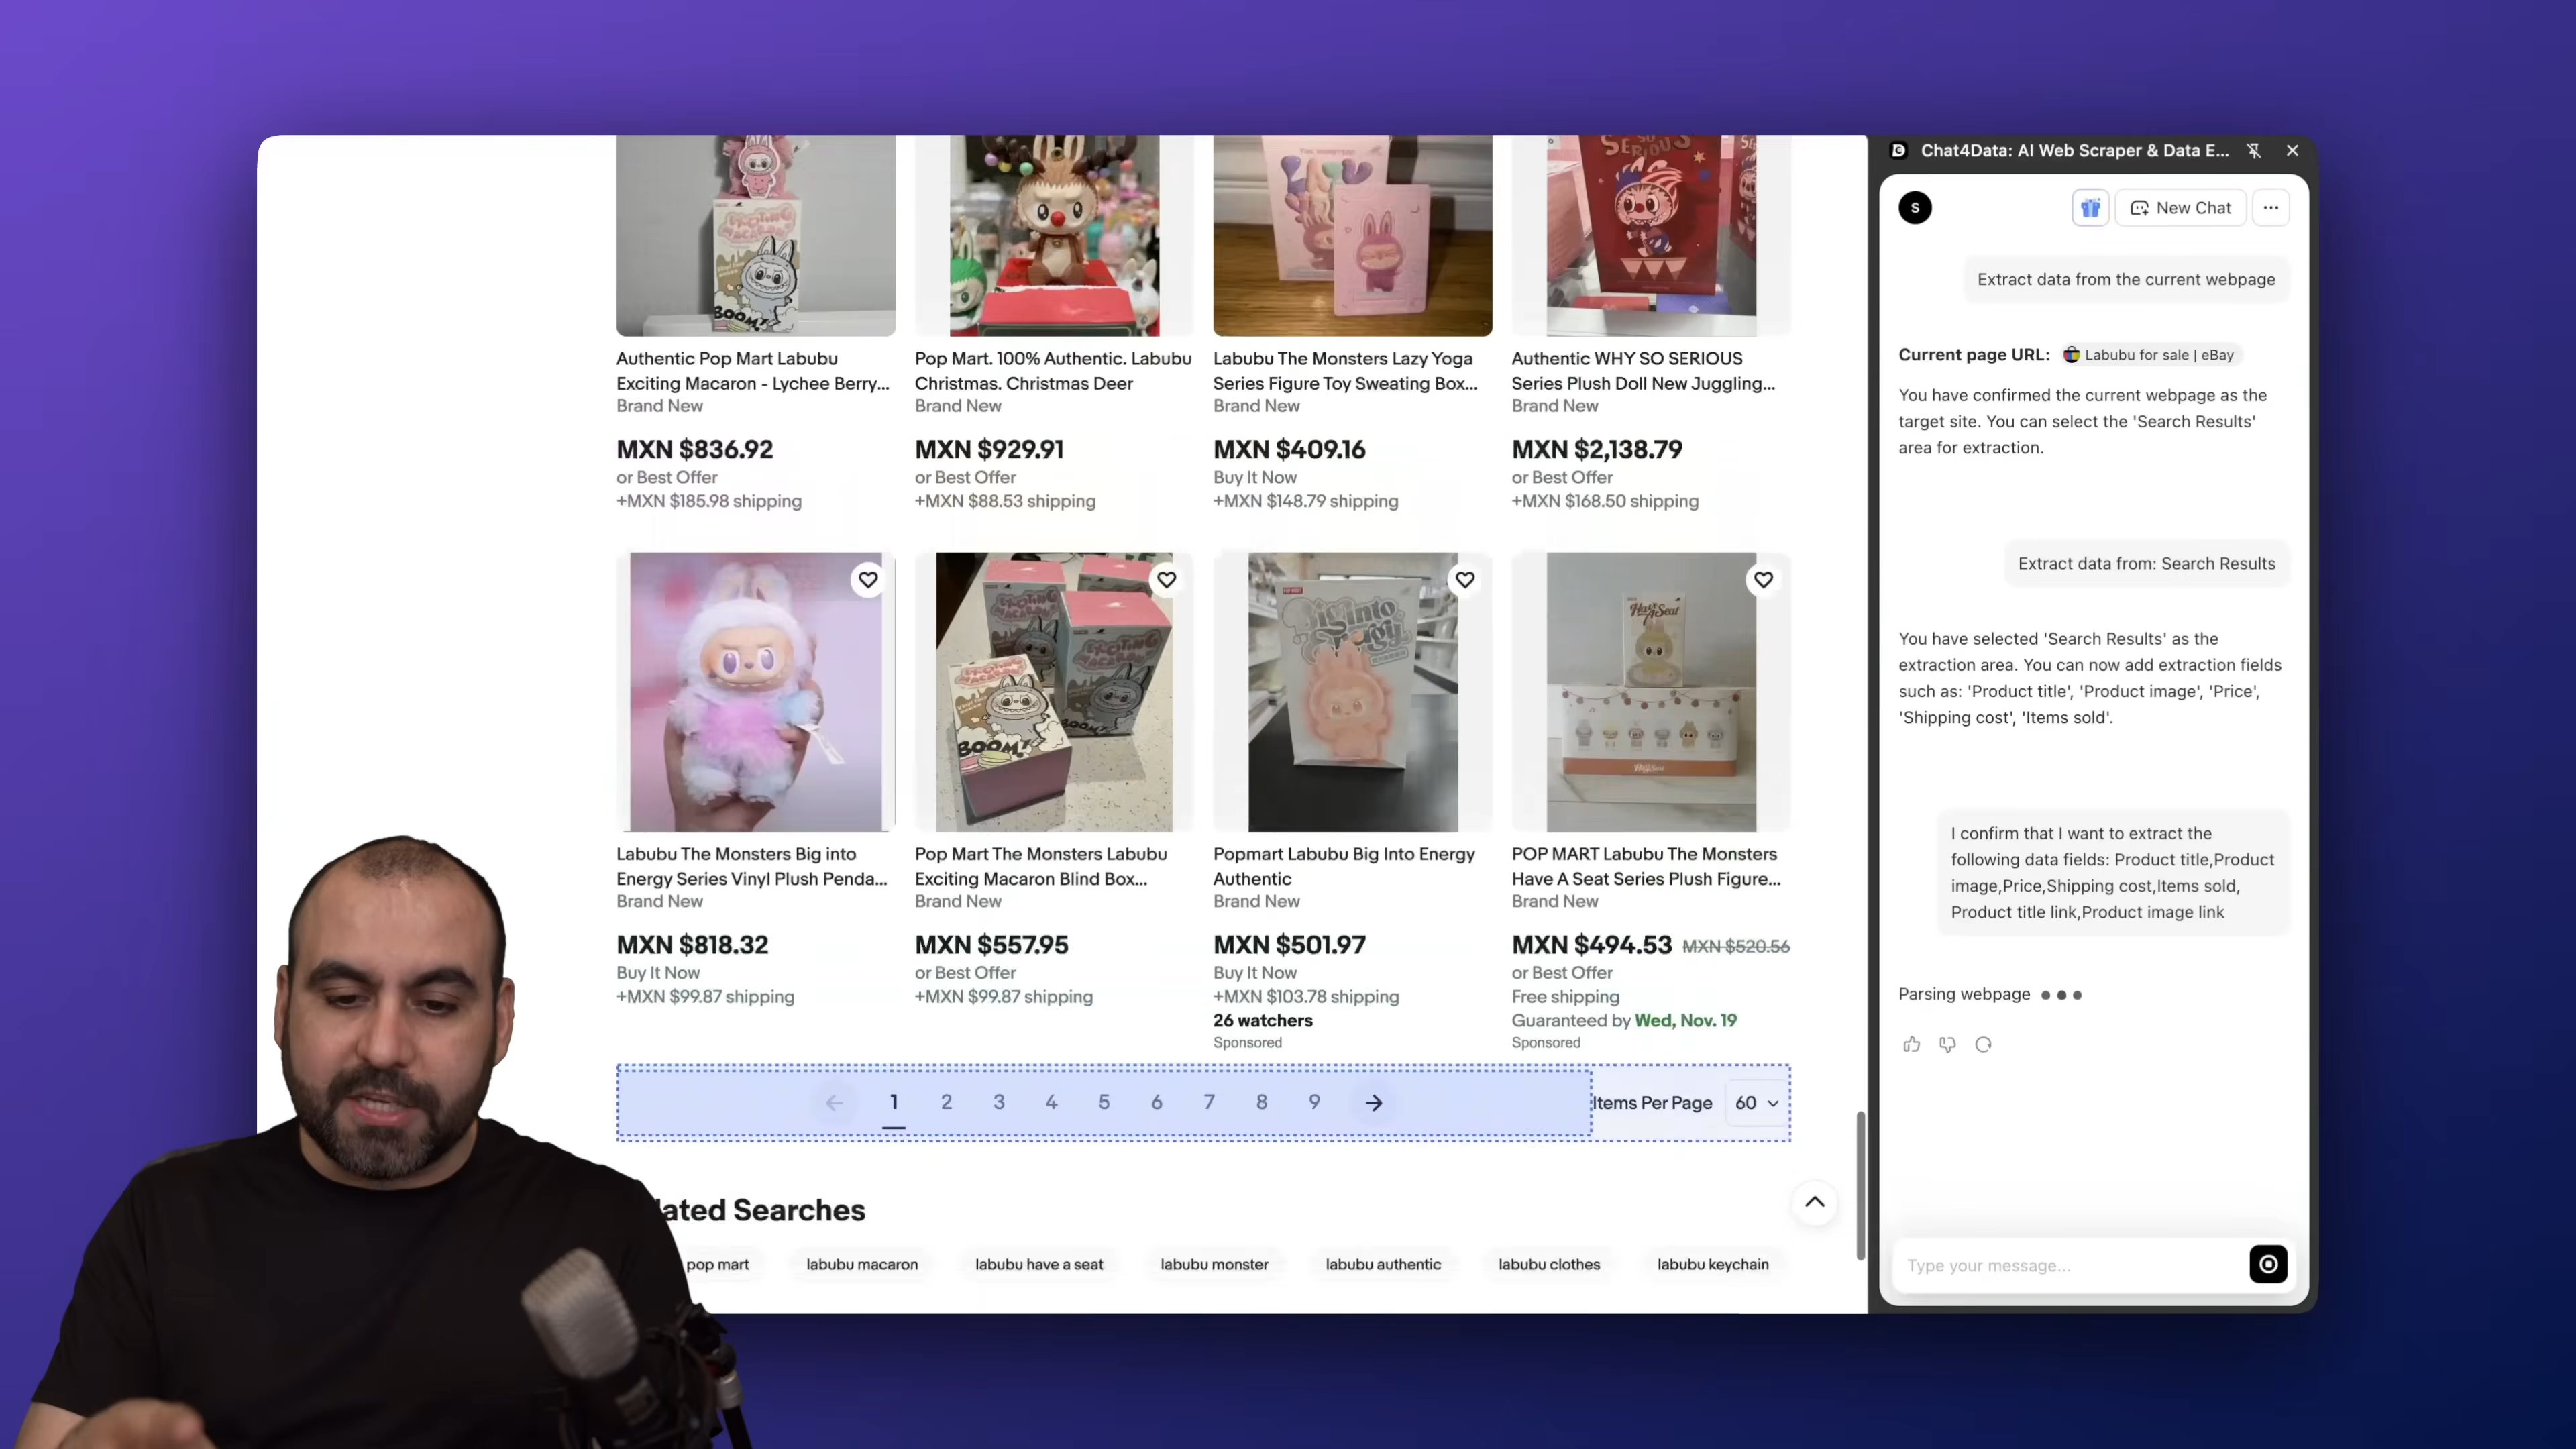 SO
SERIOUS
EXCITING
MACARON
BOOM!
Authentic Pop Mart Labubu
Exciting Macaron - Lychee Berry...
Brand New
MXN $836.92
or Best Offer
+MXN $185.98 shipping
Pop Mart. 100% Authentic. Labubu
Christmas. Christmas Deer
Brand New
MXN $929.91
or Best Offer
+MXN $88.53 shipping
Labubu The Monsters Lazy Yoga
Series Figure Toy Sweating Box...
Brand New
MXN $409.16
Buy It Now
+MXN $148.79 shipping
Authentic WHY SO SERIOUS
Series Plush Doll New Juggling...
Brand New
MXN $2,138.79
or Best Offer
+MXN $168.50 shipping
EXCITING
MACARON
BOOM!
Big into
Energy
Have A Seat
Labubu The Monsters Big into
Energy Series Vinyl Plush Penda...
Brand New
MXN $818.32
Buy It Now
+MXN $99.87 shipping
Pop Mart The Monsters Labubu
Exciting Macaron Blind Box...
Brand New
MXN $557.95
or Best Offer
+MXN $99.87 shipping
Popmart Labubu Big Into Energy
Authentic
Brand New
MXN $501.97
Buy It Now
+MXN $103.78 shipping
26 watchers
Sponsored
POP MART Labubu The Monsters
Have A Seat Series Plush Figure...
Brand New
MXN $494.53 MXN $520.56
or Best Offer
Free shipping
Guaranteed by Wed, Nov. 19
Sponsored
1 2 3 4 5 6 7 8 9
Items Per Page 60
lated Searches
pop mart
labubu macaron
labubu have a seat
labubu monster
labubu authentic
labubu clothes
labubu keychain
Chat4Data: AI Web Scraper & Data E...
S
New Chat
Extract data from the current webpage
Current page URL: Labubu for sale | eBay
You have confirmed the current webpage as the
target site. You can select the 'Search Results'
area for extraction.
Extract data from: Search Results
You have selected 'Search Results' as the
extraction area. You can now add extraction fields
such as: 'Product title', 'Product image', 'Price',
'Shipping cost', 'Items sold'.
I confirm that I want to extract the
following data fields: Product title,Product
image,Price,Shipping cost,Items sold,
Product title link,Product image link
Parsing webpage
Type your message...